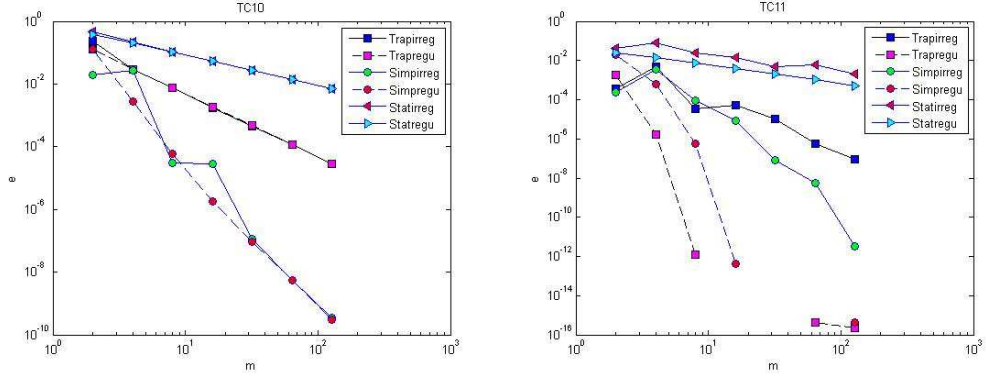 TC10
10^0
10^-2
10^-4
10^-6
10^-8
10^-10
e
10^0
10^1
10^2
10^3
m
Trapirreg
Trapregu
Simpirreg
Simpregu
Statirreg
Statregu
TC11
10^0
10^-2
10^-4
10^-6
10^-8
10^-10
10^-12
10^-14
10^-16
e
10^0
10^1
10^2
10^3
m
Trapirreg
Trapregu
Simpirreg
Simpregu
Statirreg
Statregu